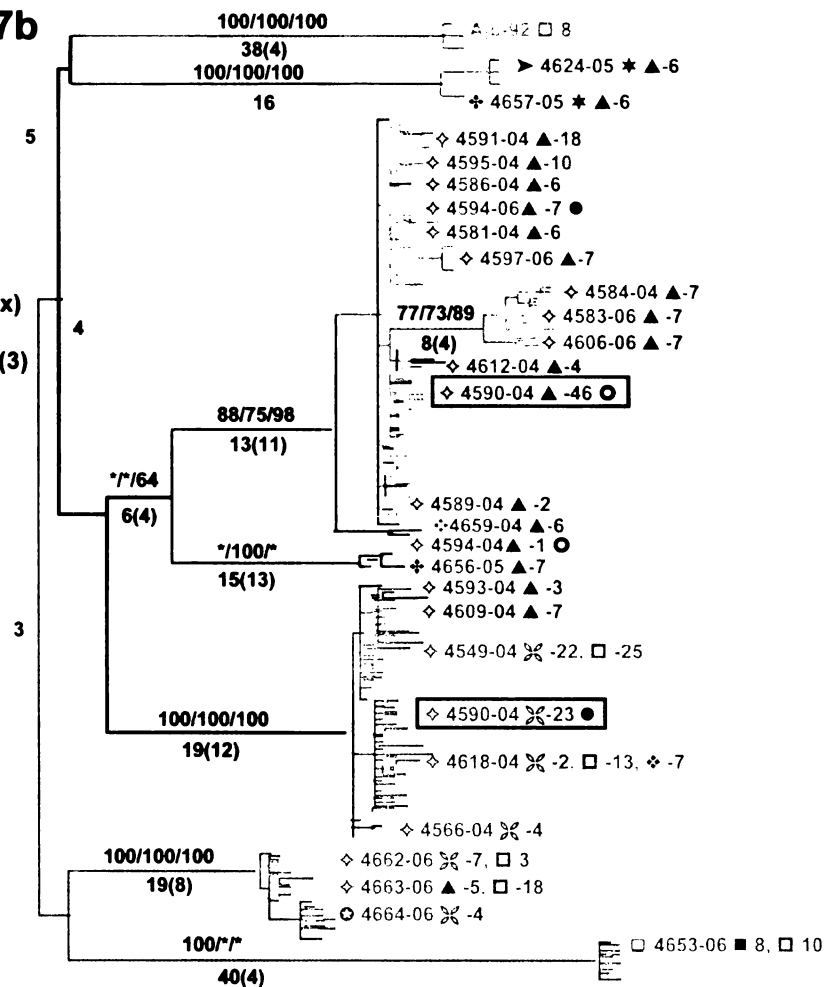 7b
100/100/100
38(4)
-92 □ 8
100/100/100
16
➤ 4624-05 ✶ ▲-6
✣ 4657-05 ✶ ▲-6
5
✧ 4591-04 ▲-18
✧ 4595-04 ▲-10
✧ 4586-04 ▲-6
✧ 4594-06▲ -7 ●
✧ 4581-04 ▲-6
✧ 4597-06 ▲-7
✧ 4584-04 ▲-7
x)
77/73/89
✧ 4583-06 ▲ -7
4
8(4)
✧ 4606-06 ▲ -7
(3)
✧ 4612-04 ▲-4
✧ 4590-04 ▲ -46 O
88/75/98
13(11)
*/*/64
6(4)
✧ 4589-04 ▲ -2
4659-04 ▲-6
✧ 4594-04▲ -1 O
*/100/*
15(13)
✣ 4656-05 ▲-7
✧ 4593-04 ▲ -3
✧ 4609-04 ▲ -7
3
✧ 4549-04 -22, □ -25
100/100/100
19(12)
✧ 4590-04 -23 ●
✧ 4618-04 -2. □ -13, ❖ -7
✧ 4566-04 -4
100/100/100
19(8)
✧ 4662-06 -7, □ 3
✧ 4663-06 ▲ -5, □ -18
✪ 4664-06 -4
100/*/*
40(4)
□ 4653-06 ■ 8, □ 10